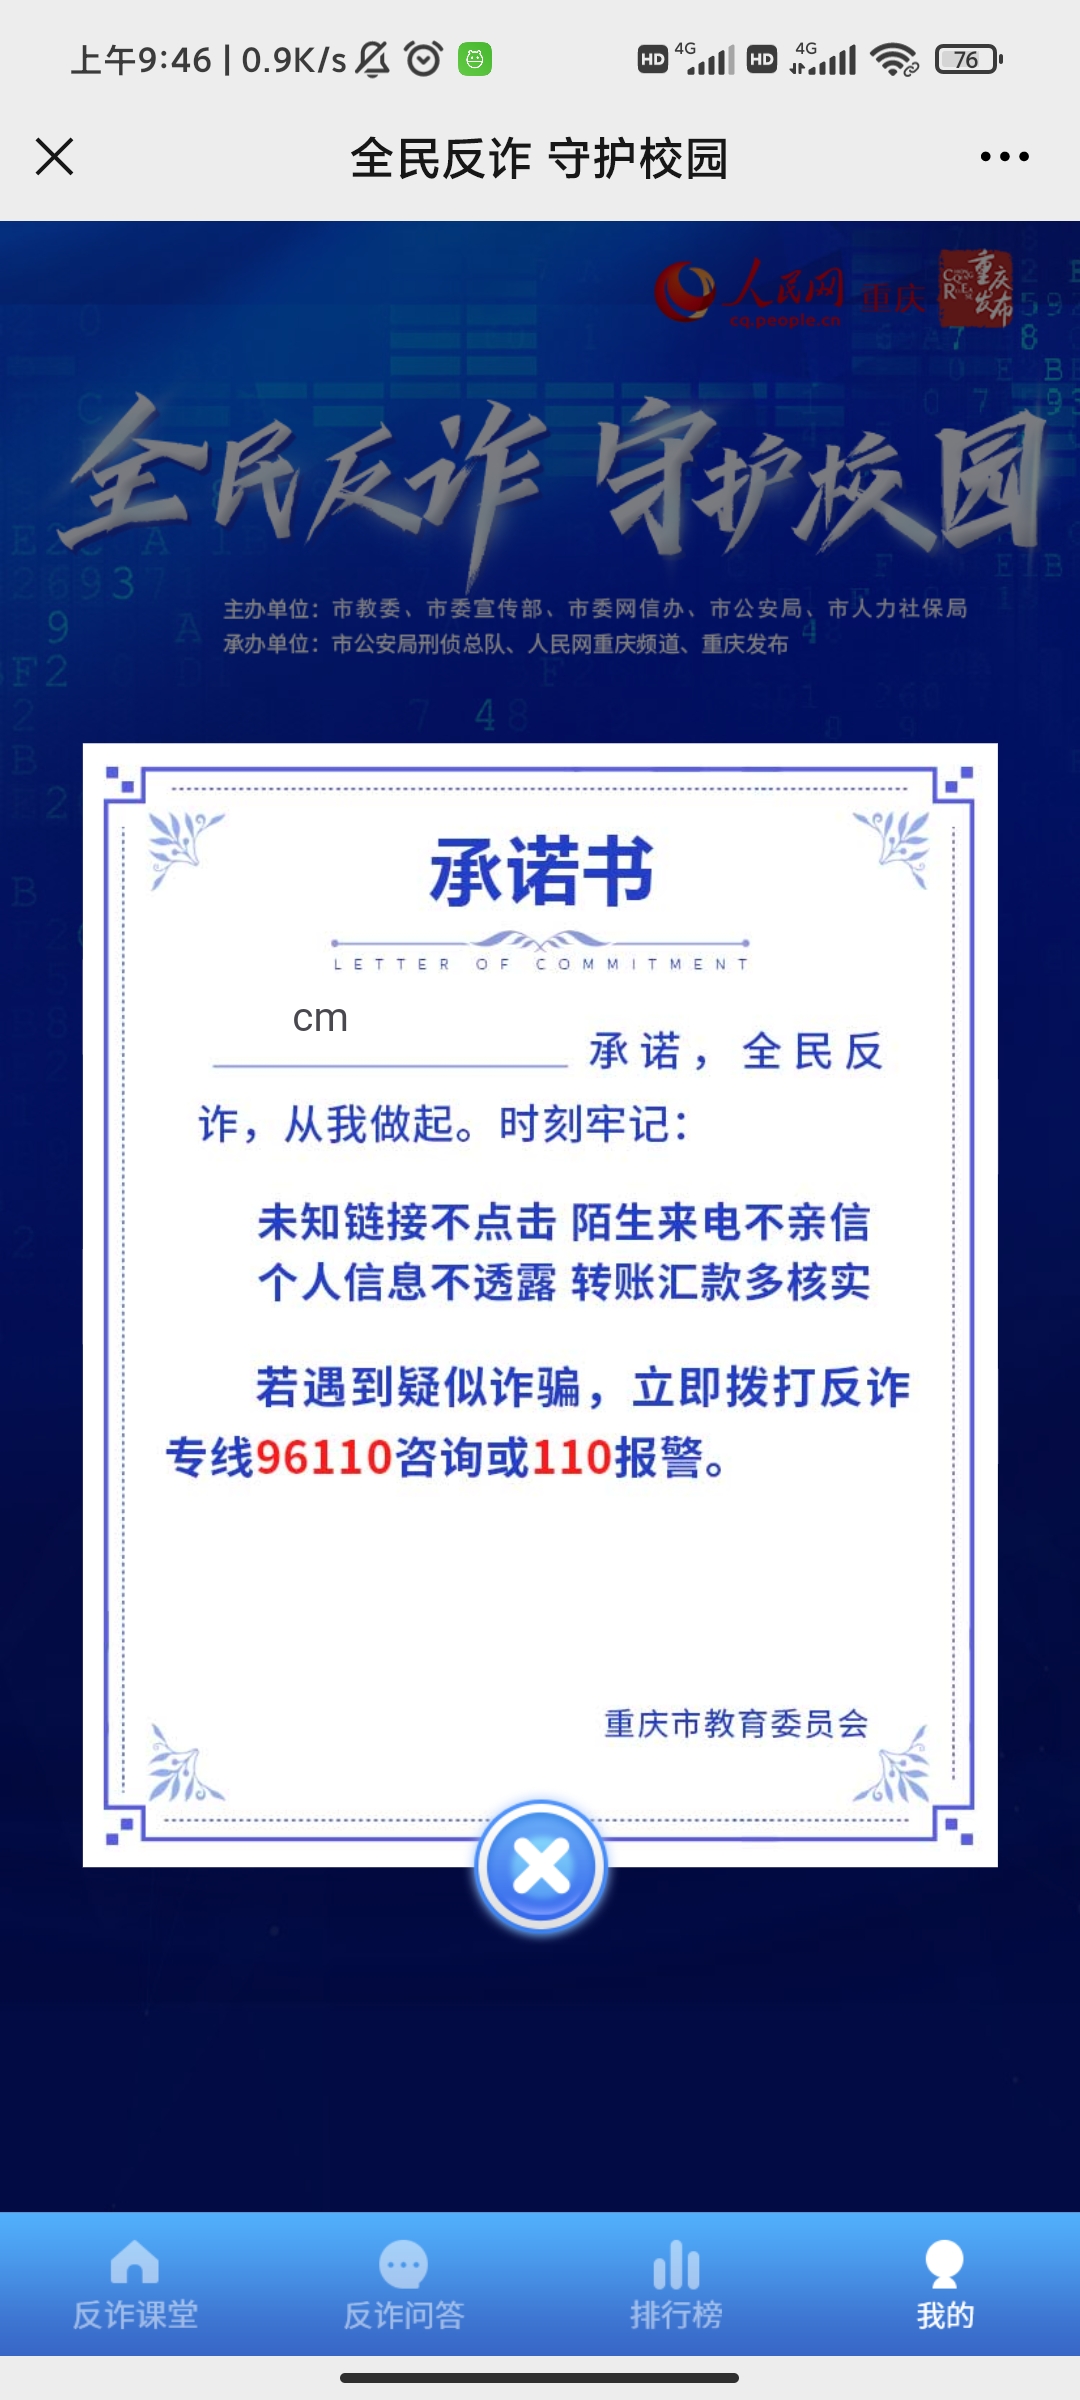 上午9:46 | 0.9K/s
HD 4G HD 4G 76
全民反诈 守护校园
人民网 重庆
cq.people.cn
重庆发布
全民反诈 守护校园
主办单位：市教委、市委宣传部、市委网信办、市公安局、市人力社保局
承办单位：市公安局刑侦总队、人民网重庆频道、重庆发布
承诺书
LETTER OF COMMITMENT
cm
承诺，全民反
诈，从我做起。时刻牢记：
未知链接不点击 陌生来电不亲信
个人信息不透露 转账汇款多核实
若遇到疑似诈骗，立即拨打反诈
专线96110咨询或110报警。
重庆市教育委员会
反诈课堂 反诈问答 排行榜 我的